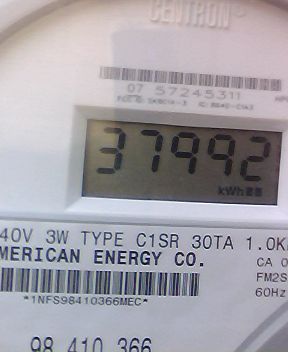 CENTRON®
07 57245311
37992
kWh
40V 3W TYPE C1SR 30TA 1.0K
MERICAN ENERGY CO.
CA 0
FM2S
60Hz
*1NFS98410366MEC*
98 410 366